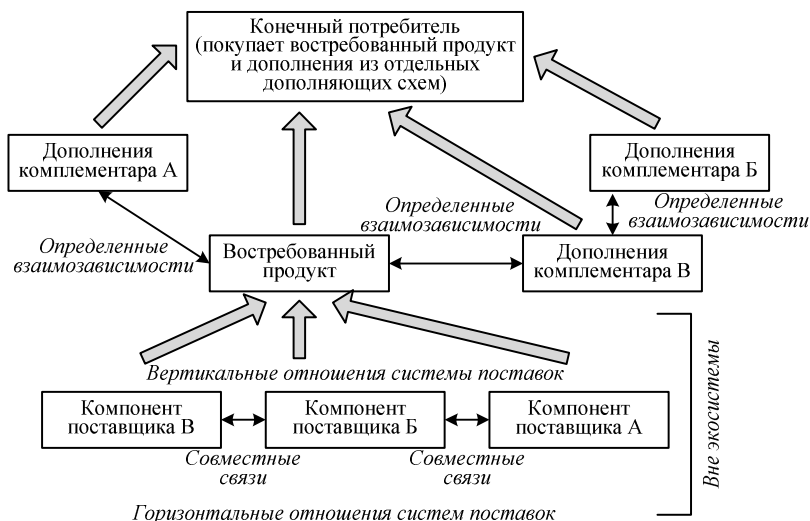 Конечный потребитель
(покупает востребованный продукт
и дополнения из отдельных
дополняющих схем)
Дополнения
комплементара А
Дополнения
комплементара Б
Определенные
взаимозависимости
Определенные
взаимозависимости
Определенные
взаимозависимости
Востребованный
продукт
Дополнения
комплементара В
Вертикальные отношения системы поставок
Компонент
поставщика В
Компонент
поставщика Б
Компонент
поставщика А
Совместные
связи
Совместные
связи
Горизонтальные отношения систем поставок
Вне экосистемы